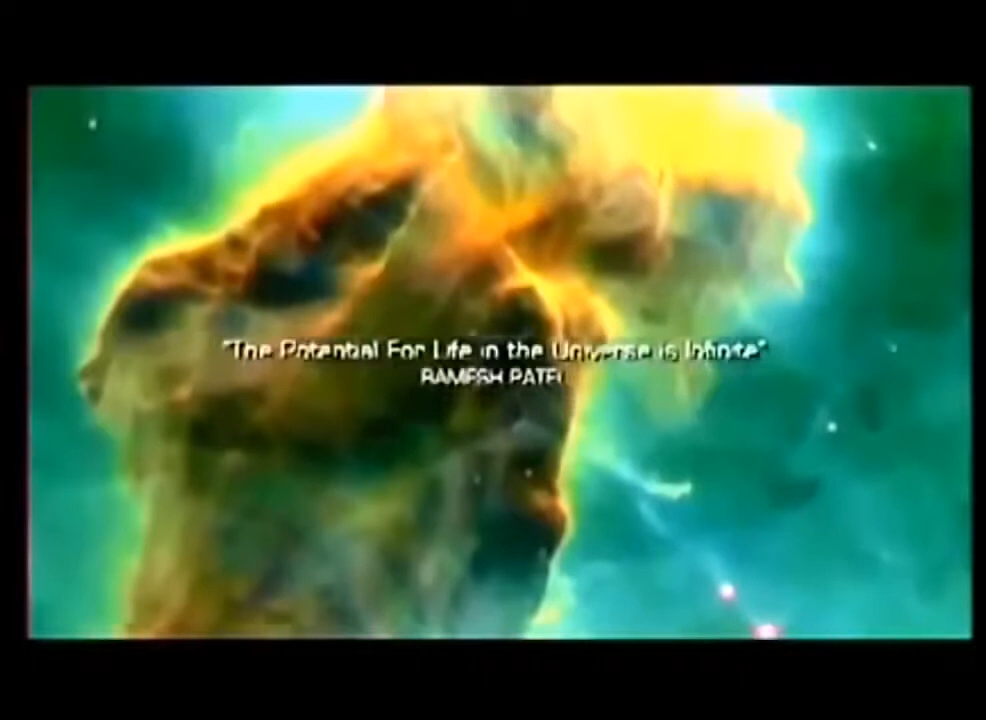 "The Potential For Life in the Universe is Infinite"
RAMESH PATEL